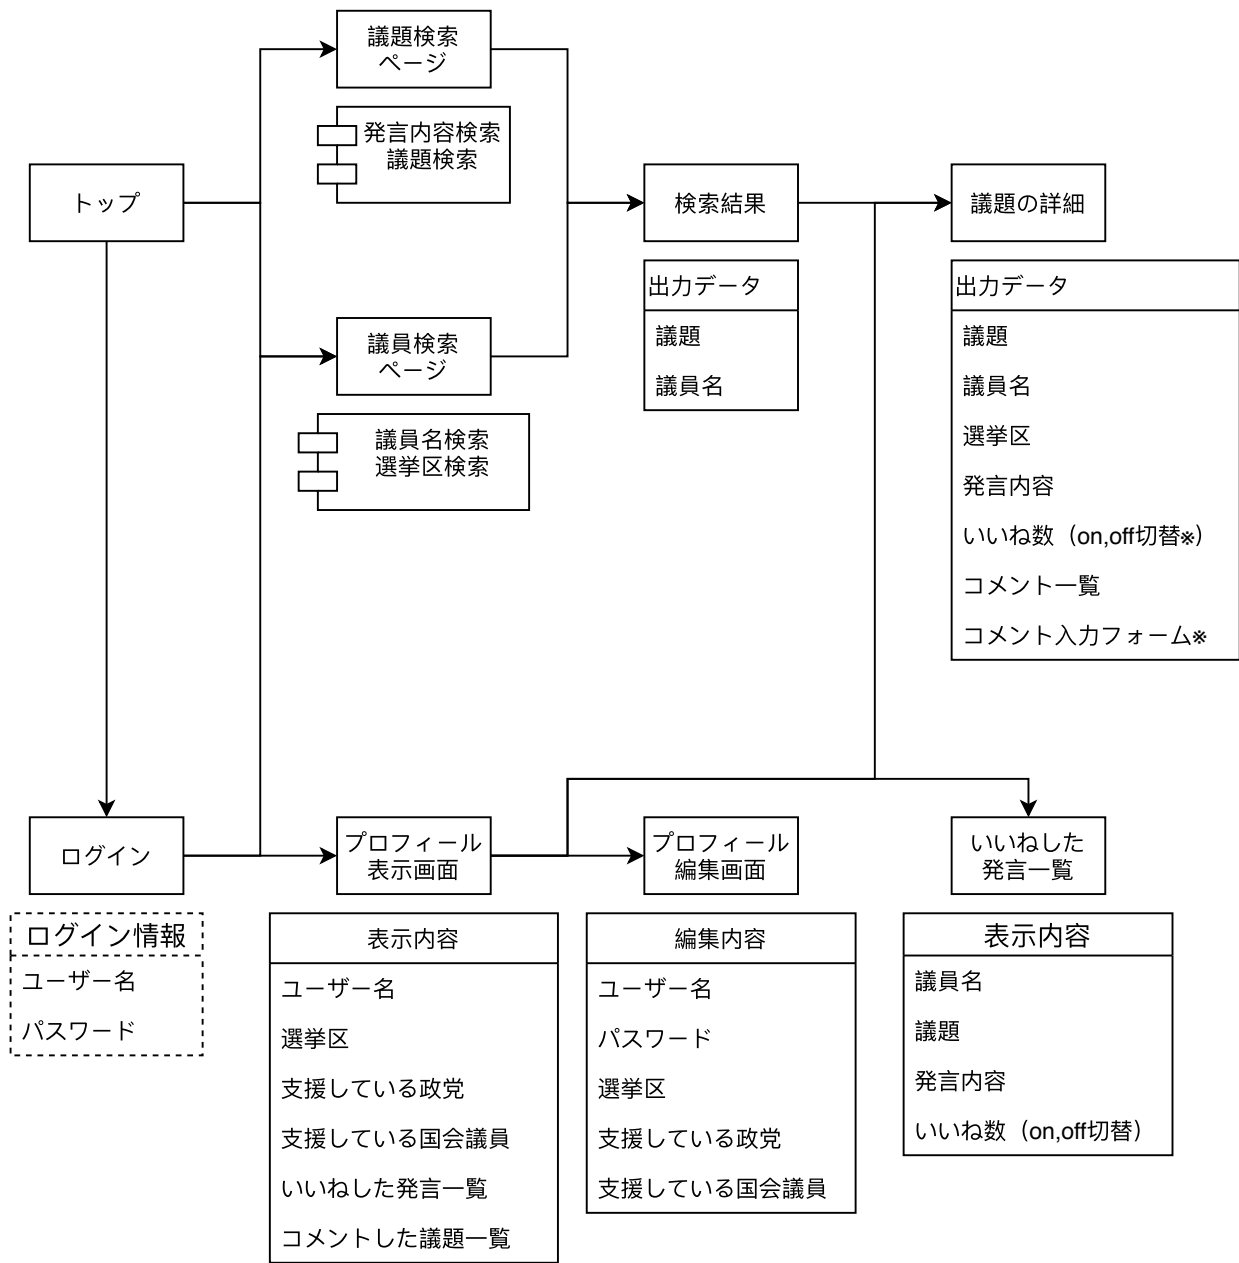 議題検索
ページ
発言内容検索
議題検索
トップ
検索結果
議題の詳細
出力データ
議題
議員名
出力データ
議題
議員名
選挙区
発言内容
いいね数（on,off切替※）
コメント一覧
コメント入力フォーム※
議員検索
ページ
議員名検索
選挙区検索
ログイン
プロフィール
表示画面
プロフィール
編集画面
いいねした
発言一覧
ログイン情報
ユーザー名
パスワード
表示内容
ユーザー名
選挙区
支援している政党
支援している国会議員
いいねした発言一覧
コメントした議題一覧
編集内容
ユーザー名
パスワード
選挙区
支援している政党
支援している国会議員
表示内容
議員名
議題
発言内容
いいね数（on,off切替）